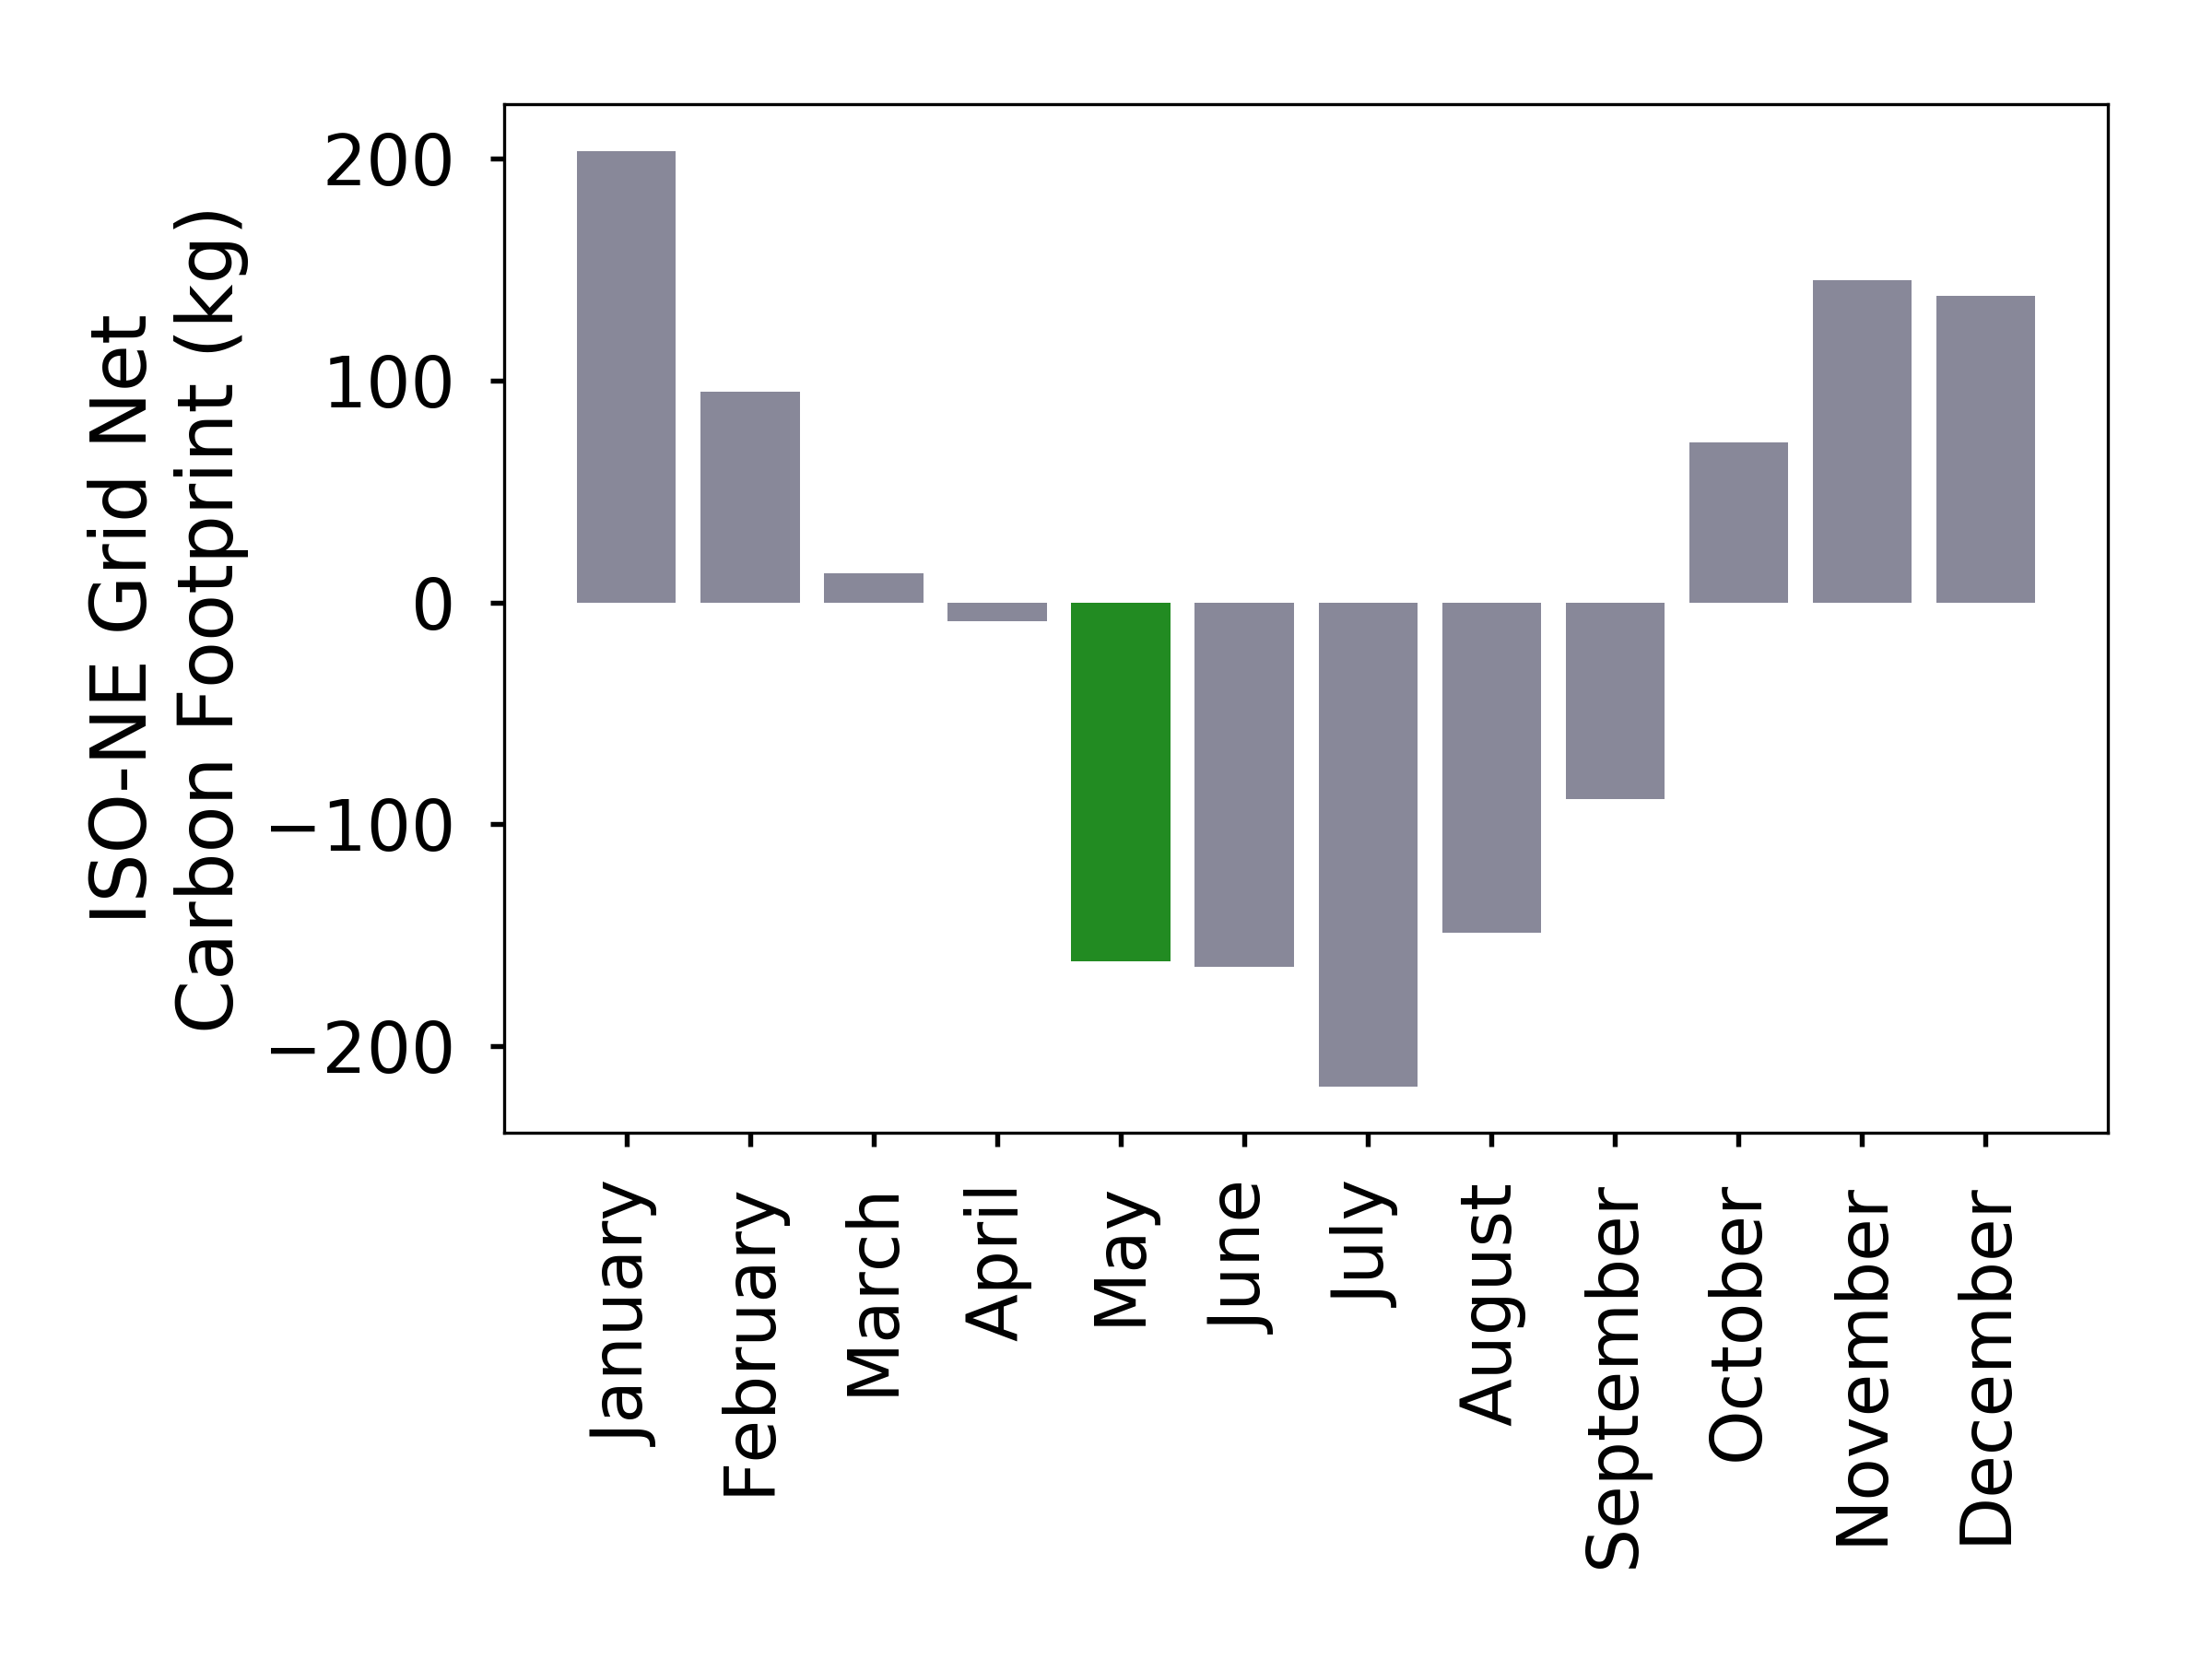 ISO-NE Grid Net
Carbon Footprint (kg)
200
100
0
−100
−200
January
February
March
April
May
June
July
August
September
October
November
December